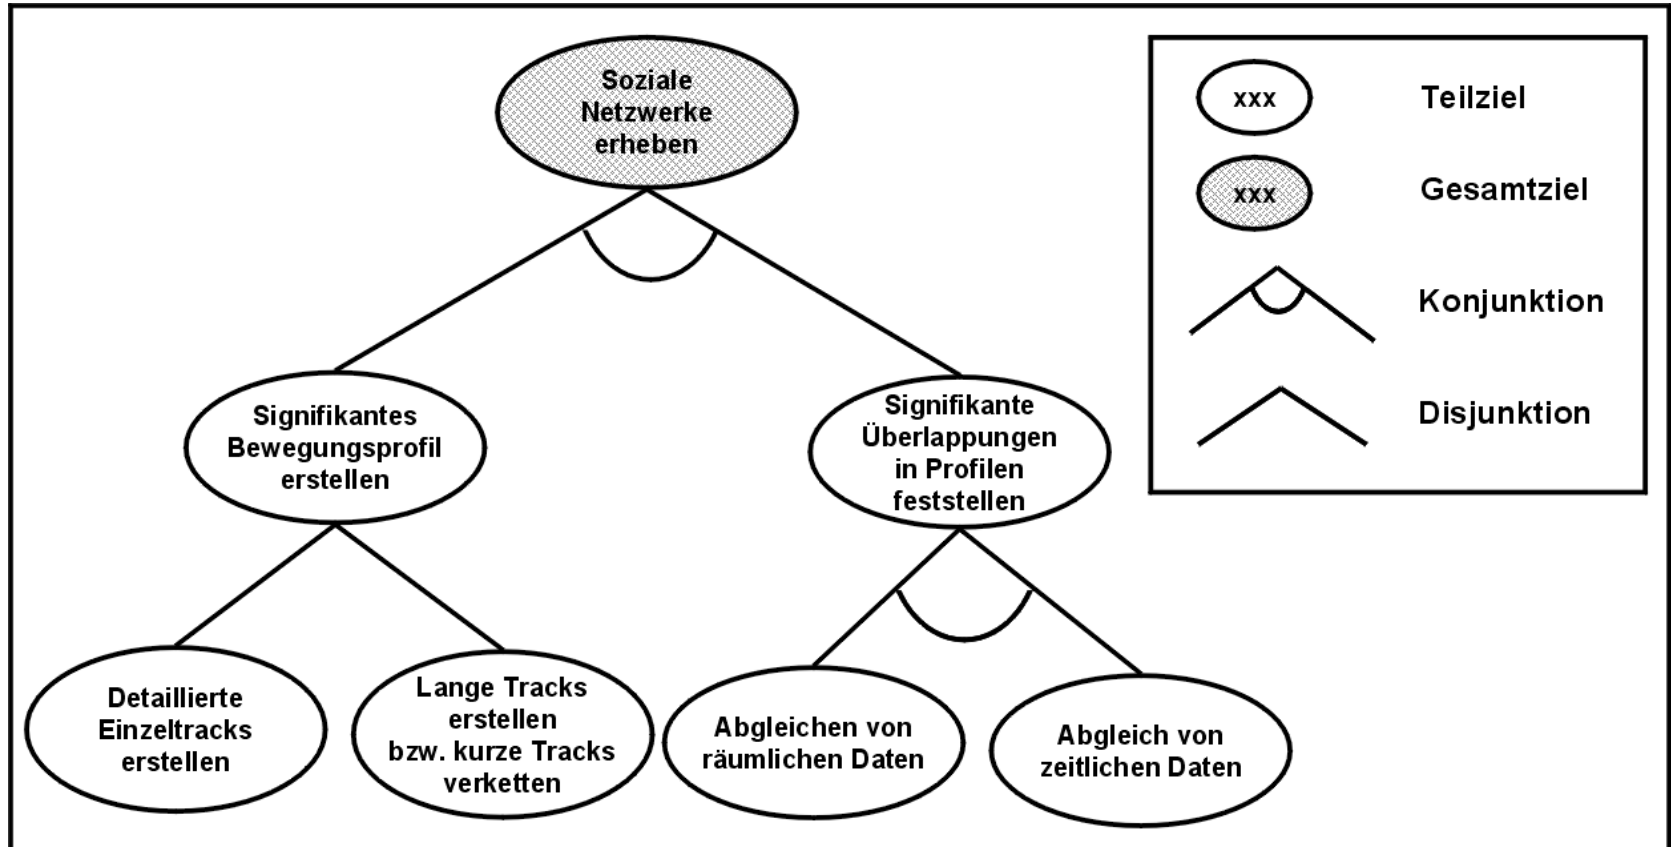 Soziale
Netzwerke
erheben
xxx
Teilziel
xxx
Gesamtziel
Konjunktion
Disjunktion
Signifikantes
Bewegungsprofil
erstellen
Signifikante
Überlappungen
in Profilen
feststellen
Detaillierte
Einzeltracks
erstellen
Lange Tracks
erstellen
bzw. kurze Tracks
verketten
Abgleichen von
räumlichen Daten
Abgleich von
zeitlichen Daten